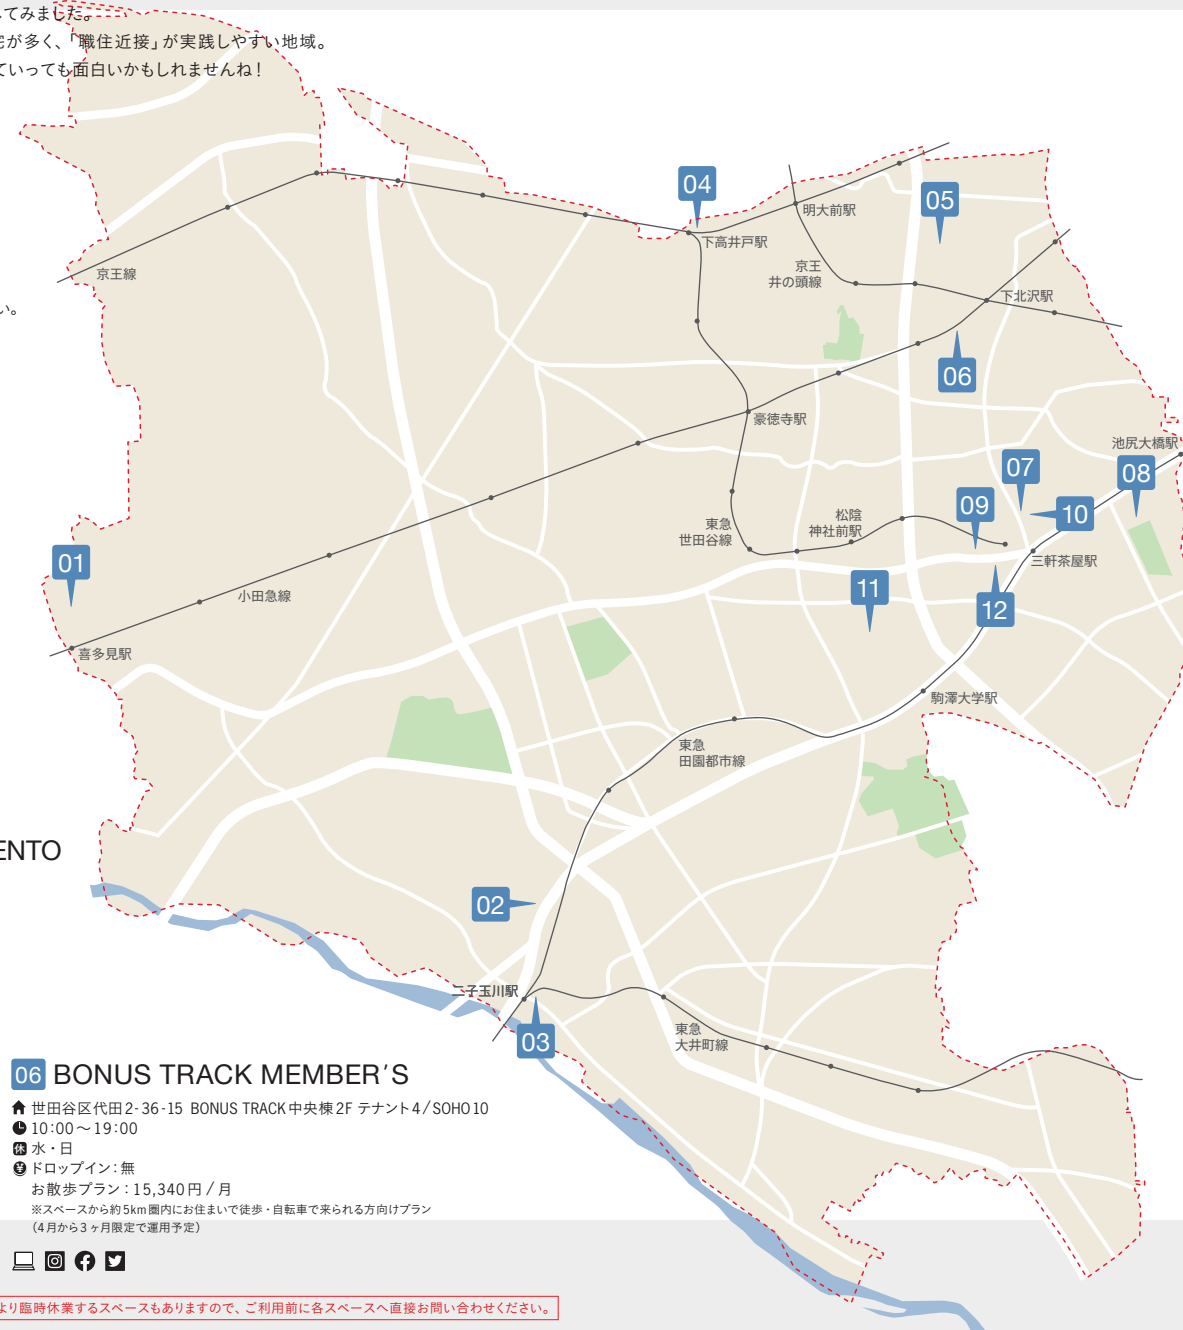 てみました。
が多く、「職住近接」が実践しやすい地域。
ていっても面白いかもしれませんね！
い。
ENTO
04
明大前駅
05
下高井戸駅
京王線
京王
井の頭線
下北沢駅
06
豪徳寺駅
池尻大橋駅
07
08
09
10
松陰
神社前駅
東急
世田谷線
01
三軒茶屋駅
11
12
小田急線
喜多見駅
駒澤大学駅
東急
田園都市線
02
二子玉川駅
03
東急
大井町線
06 BONUS TRACK MEMBER'S
世田谷区代田2-36-15 BONUS TRACK中央棟2F テナント4/SOHO10
10:00～19:00
休 水・日
¥ ドロップイン：無
お散歩プラン：15,340円/月
※スペースから約5km圏内にお住まいで徒歩・自転車で来られる方向けプラン
(4月から3ヶ月限定で運用予定)
より臨時休業するスペースもありますので、ご利用前に各スペースへ直接お問い合わせください。